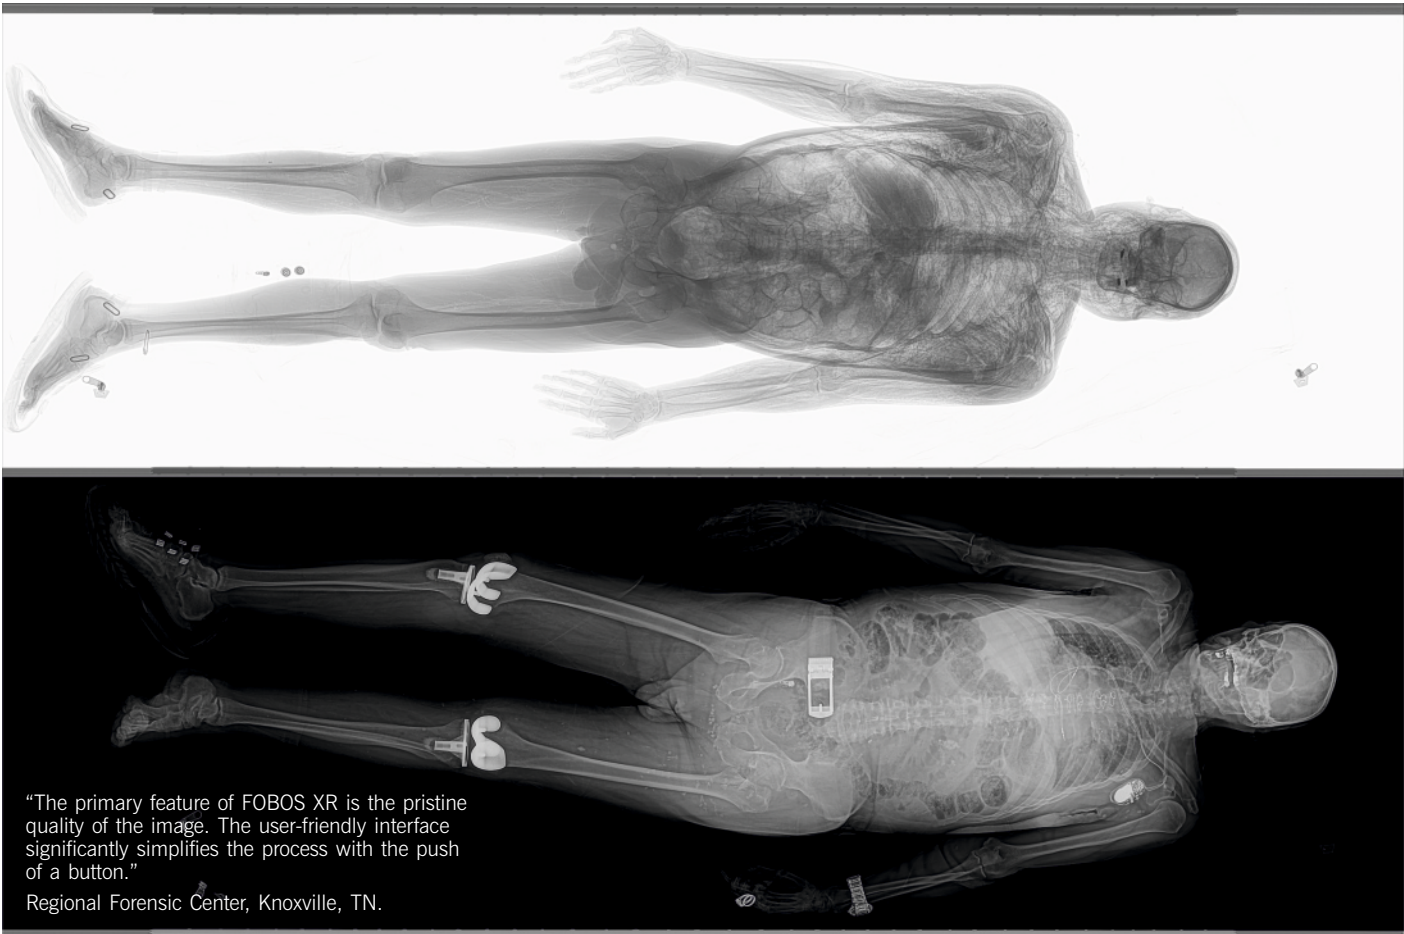 “The primary feature of FOBOS XR is the pristine
quality of the image. The user-friendly interface
significantly simplifies the process with the push
of a button.”
Regional Forensic Center, Knoxville, TN.